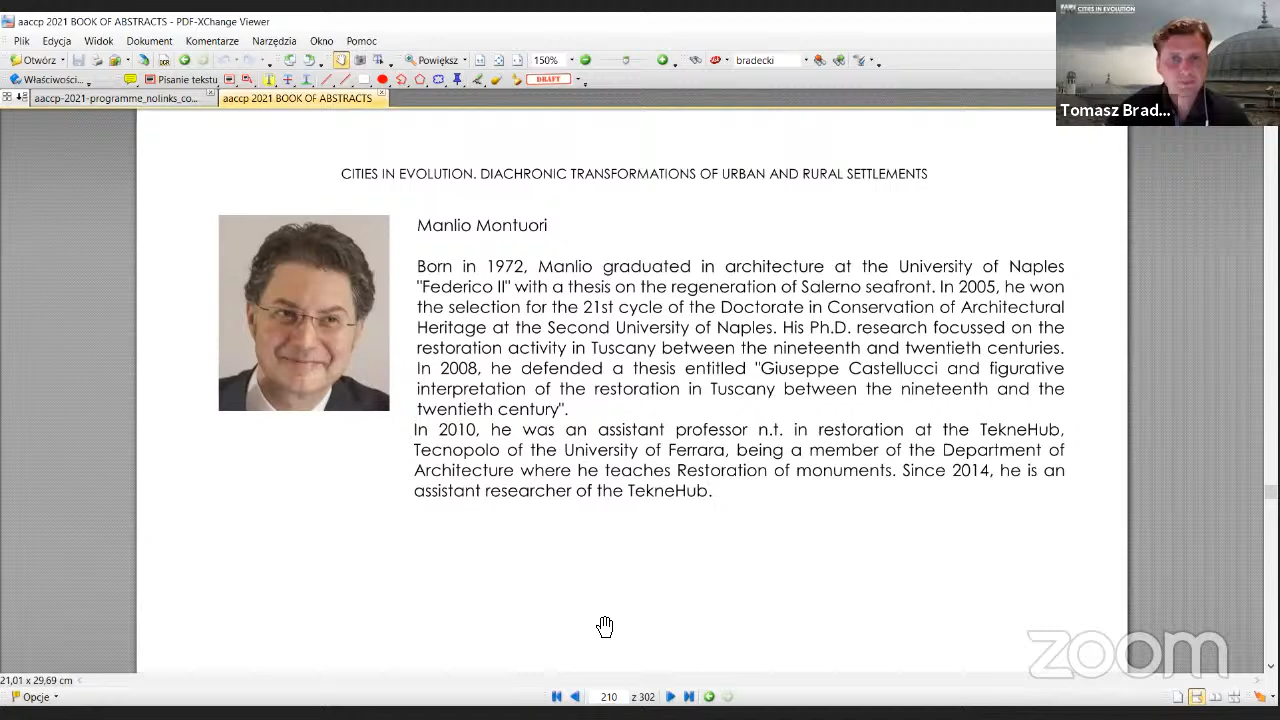 aaccp 2021 BOOK OF ABSTRACTS - PDF-XChange Viewer
CITIES IN EVOLUTION
Plik Edycja Widok Dokument Komentarze Narzędzia Okno Pomoc
Otwórz OCR Powiększ 150% bradecki
Właściwości... Pisanie tekstu DRAFT
aaccp-2021-programme_nolinks_co... aaccp 2021 BOOK OF ABSTRACTS
Tomasz Brad...
CITIES IN EVOLUTION. DIACHRONIC TRANSFORMATIONS OF URBAN AND RURAL SETTLEMENTS
Manlio Montuori
Born in 1972, Manlio graduated in architecture at the University of Naples
"Federico II" with a thesis on the regeneration of Salerno seafront. In 2005, he won
the selection for the 21st cycle of the Doctorate in Conservation of Architectural
Heritage at the Second University of Naples. His Ph.D. research focussed on the
restoration activity in Tuscany between the nineteenth and twentieth centuries.
In 2008, he defended a thesis entitled "Giuseppe Castellucci and figurative
interpretation of the restoration in Tuscany between the nineteenth and the
twentieth century".
In 2010, he was an assistant professor n.t. in restoration at the TekneHub,
Tecnopolo of the University of Ferrara, being a member of the Department of
Architecture where he teaches Restoration of monuments. Since 2014, he is an
assistant researcher of the TekneHub.
zoom
21,01 x 29,69 cm
Opcje 210 z 302